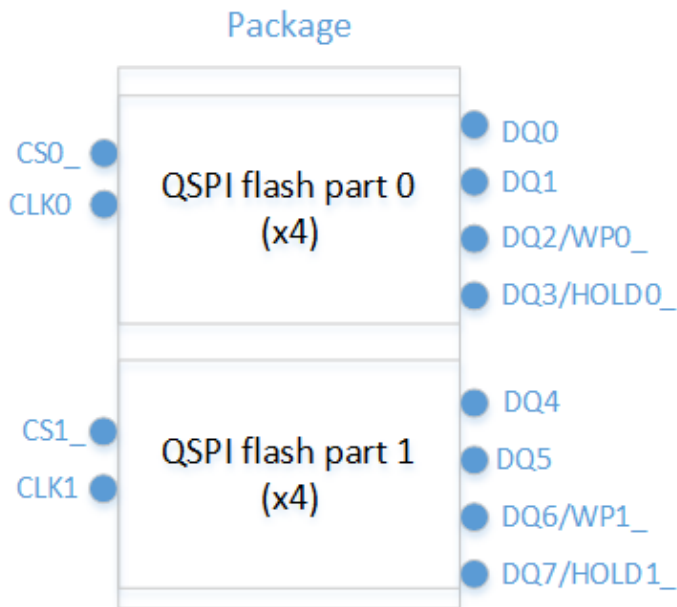 Package
CS0_
CLK0
QSPI flash part 0
(x4)
DQ0
DQ1
DQ2/WP0_
DQ3/HOLD0_
CS1_
CLK1
QSPI flash part 1
(x4)
DQ4
DQ5
DQ6/WP1_
DQ7/HOLD1_